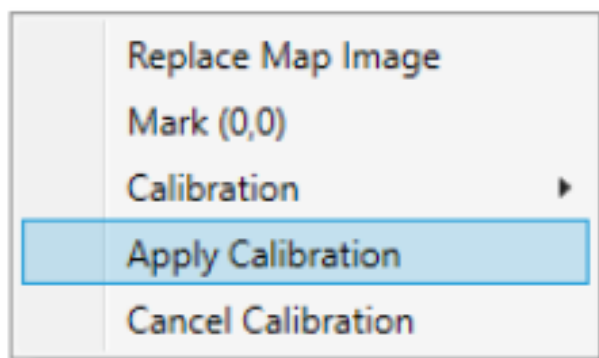 Replace Map Image
Mark (0,0)
Calibration
Apply Calibration
Cancel Calibration